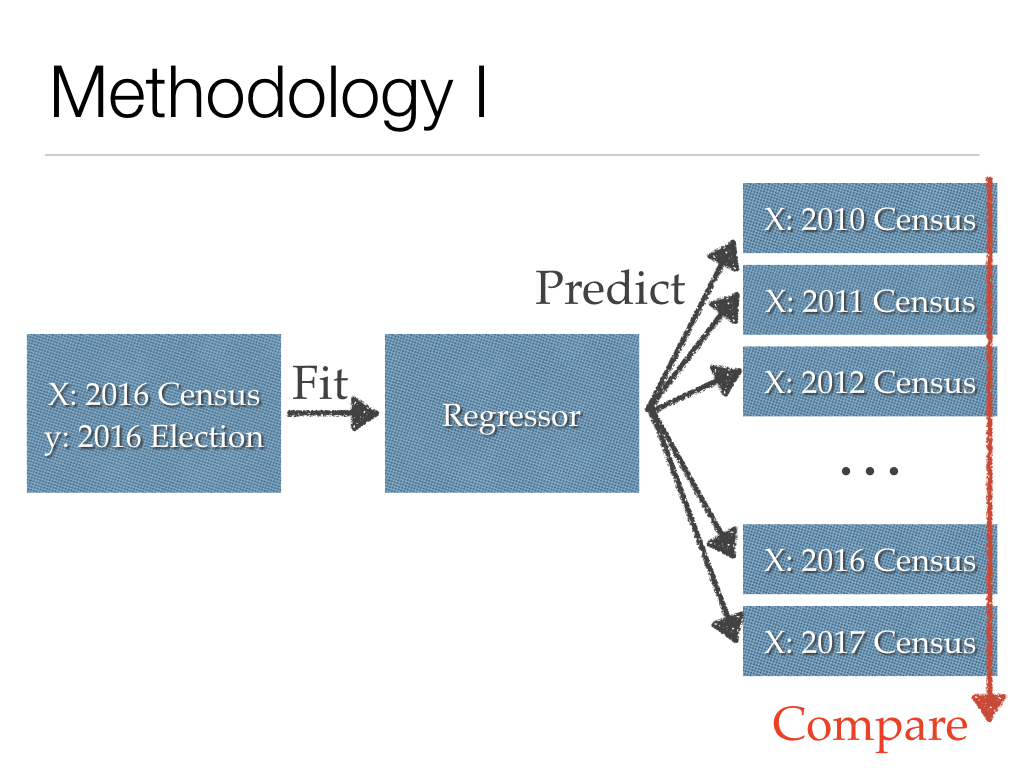 Methodology I
X: 2016 Census
y: 2016 Election
Fit
Regressor
Predict
X: 2010 Census
X: 2011 Census
X: 2012 Census
...
X: 2016 Census
X: 2017 Census
Compare